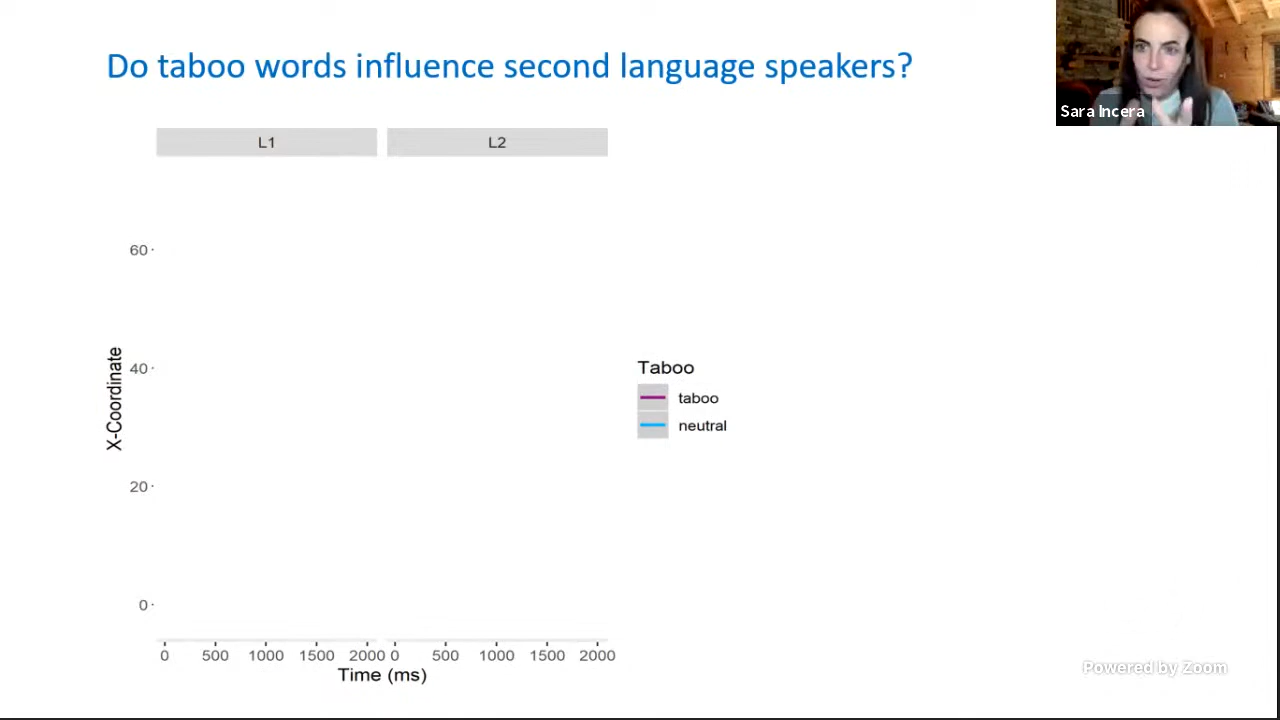 Do taboo words influence second language speakers?
Sara Incera
L1 L2
60
40
20
0
X-Coordinate
0 500 1000 1500 2000 0 500 1000 1500 2000
Time (ms)
Taboo
taboo
neutral
Powered by Zoom